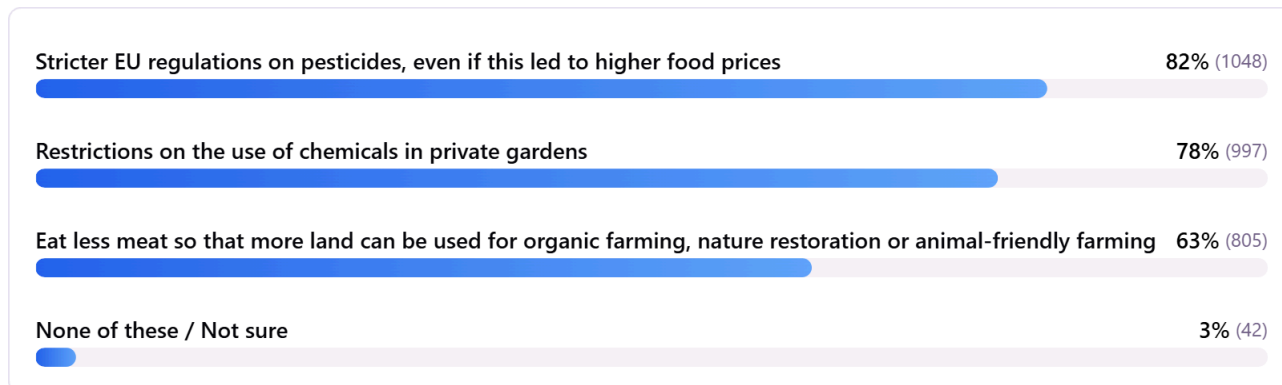 Stricter EU regulations on pesticides, even if this led to higher food prices 82% (1048)
Restrictions on the use of chemicals in private gardens 78% (997)
Eat less meat so that more land can be used for organic farming, nature restoration or animal-friendly farming 63% (805)
None of these / Not sure 3% (42)